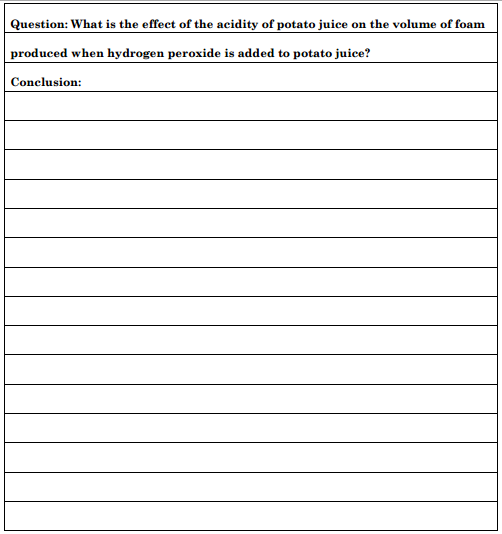 Question: What is the effect of the acidity of potato juice on the volume of foam
produced when hydrogen peroxide is added to potato juice?
Conclusion: